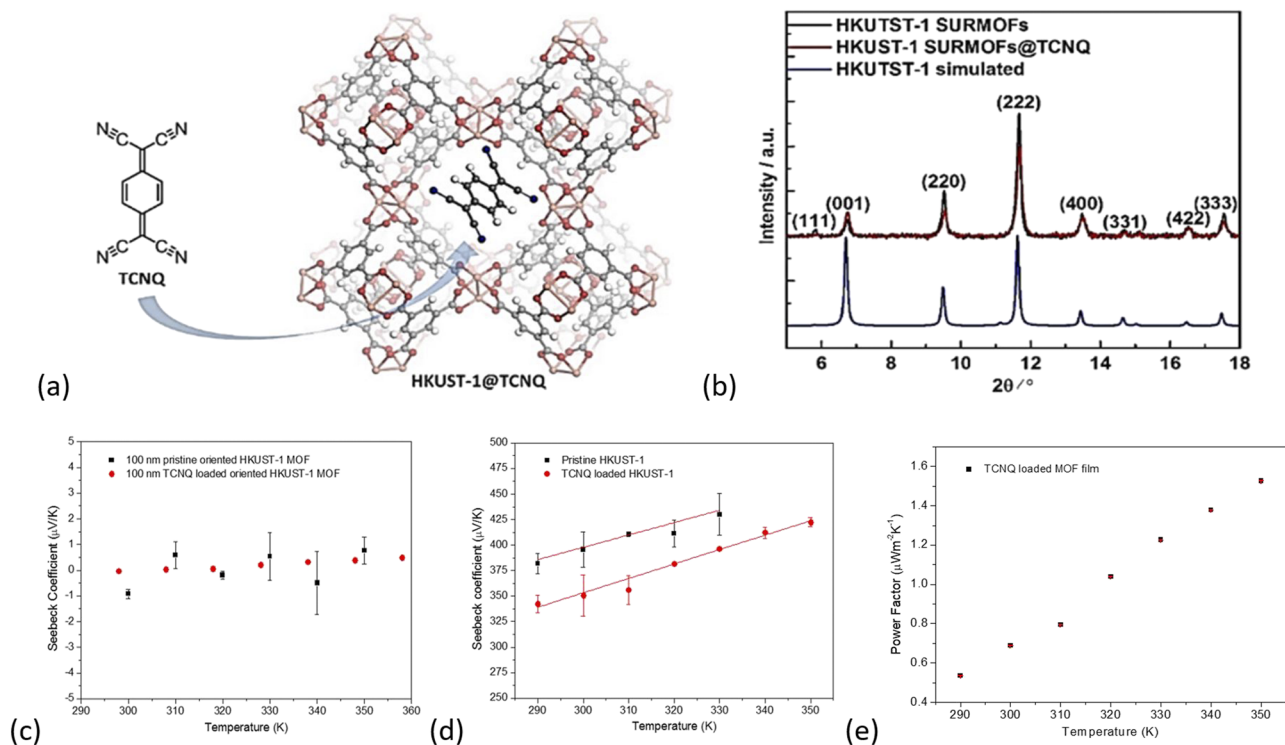 N
N
N
N
TCNQ
HKUST-1@TCNQ
(a)
HKUTST-1 SURMOFs
HKUST-1 SURMOFs@TCNQ
HKUTST-1 simulated
Intensity / a.u.
(111)
(001)
(220)
(222)
(400)
(331)
(422)
(333)
6
8
10
12
14
16
18
2θ / °
(b)
100 nm pristine oriented HKUST-1 MOF
100 nm TCNQ loaded oriented HKUST-1 MOF
Seebeck Coefficient (μV/K)
5
4
3
2
1
0
-1
-2
-3
-4
-5
300
310
320
330
340
350
360
Temperature (K)
(c)
Pristine HKUST-1
TCNQ loaded HKUST-1
Seebeck coefficient (μV/K)
500
475
450
425
400
375
350
325
300
275
250
290
300
310
320
330
340
350
Temperature (K)
(d)
TCNQ loaded MOF film
Power Factor (μWm⁻²K⁻¹)
1.6
1.4
1.2
1.0
0.8
0.6
0.4
290
300
310
320
330
340
350
Temperature (K)
(e)